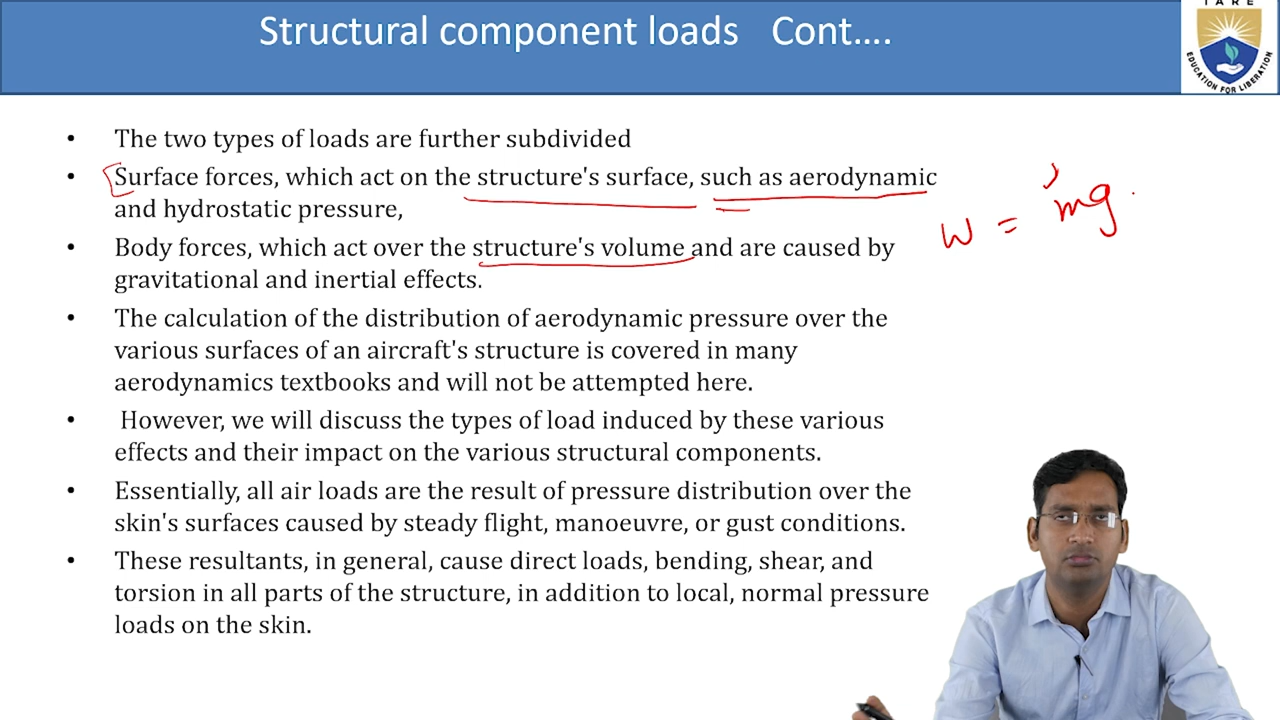 Structural component loads Cont....
IARE
EDUCATION FOR LIBERATION
• The two types of loads are further subdivided
• Surface forces, which act on the structure's surface, such as aerodynamic
and hydrostatic pressure,
W = mg
• Body forces, which act over the structure's volume and are caused by
gravitational and inertial effects.
• The calculation of the distribution of aerodynamic pressure over the
various surfaces of an aircraft's structure is covered in many
aerodynamics textbooks and will not be attempted here.
• However, we will discuss the types of load induced by these various
effects and their impact on the various structural components.
• Essentially, all air loads are the result of pressure distribution over the
skin's surfaces caused by steady flight, manoeuvre, or gust conditions.
• These resultants, in general, cause direct loads, bending, shear, and
torsion in all parts of the structure, in addition to local, normal pressure
loads on the skin.